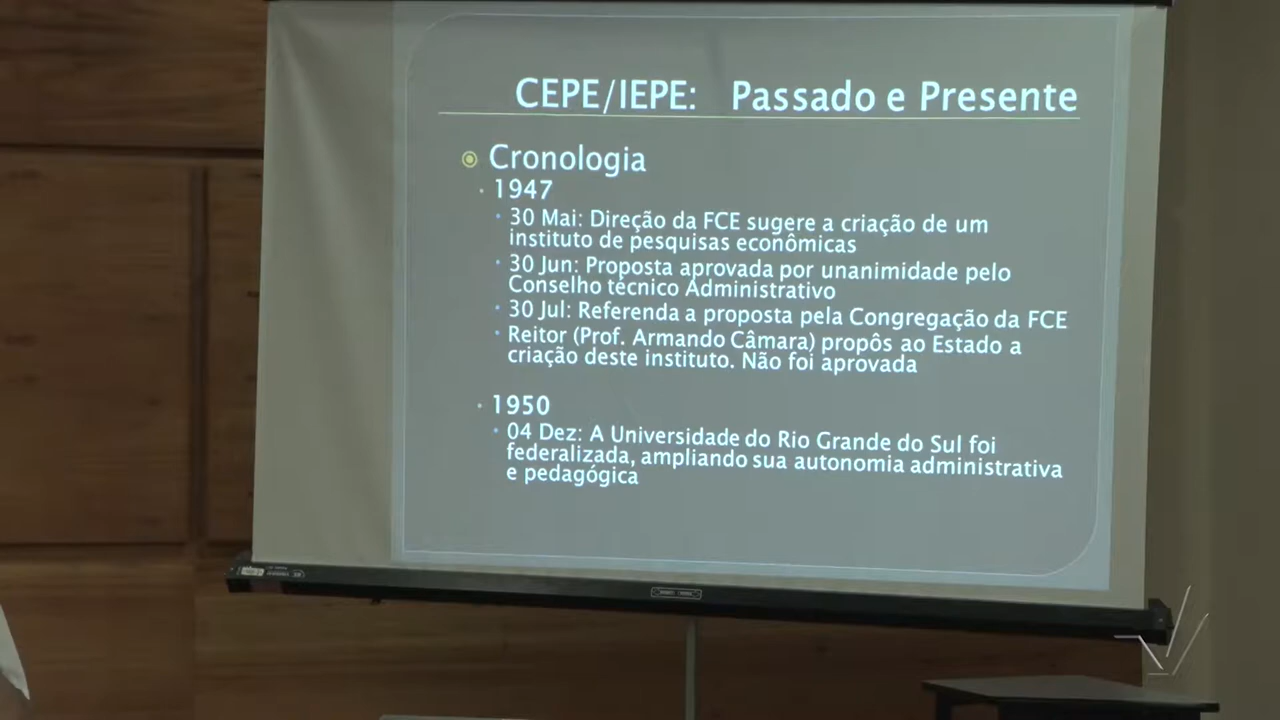 CEPE/IEPE: Passado e Presente
Cronologia
1947
30 Mai: Direção da FCE sugere a criação de um
instituto de pesquisas econômicas
30 Jun: Proposta aprovada por unanimidade pelo
Conselho técnico Administrativo
30 Jul: Referenda a proposta pela Congregação da FCE
Reitor (Prof. Armando Câmara) propôs ao Estado a
criação deste instituto. Não foi aprovada
1950
04 Dez: A Universidade do Rio Grande do Sul foi
federalizada, ampliando sua autonomia administrativa
e pedagógica